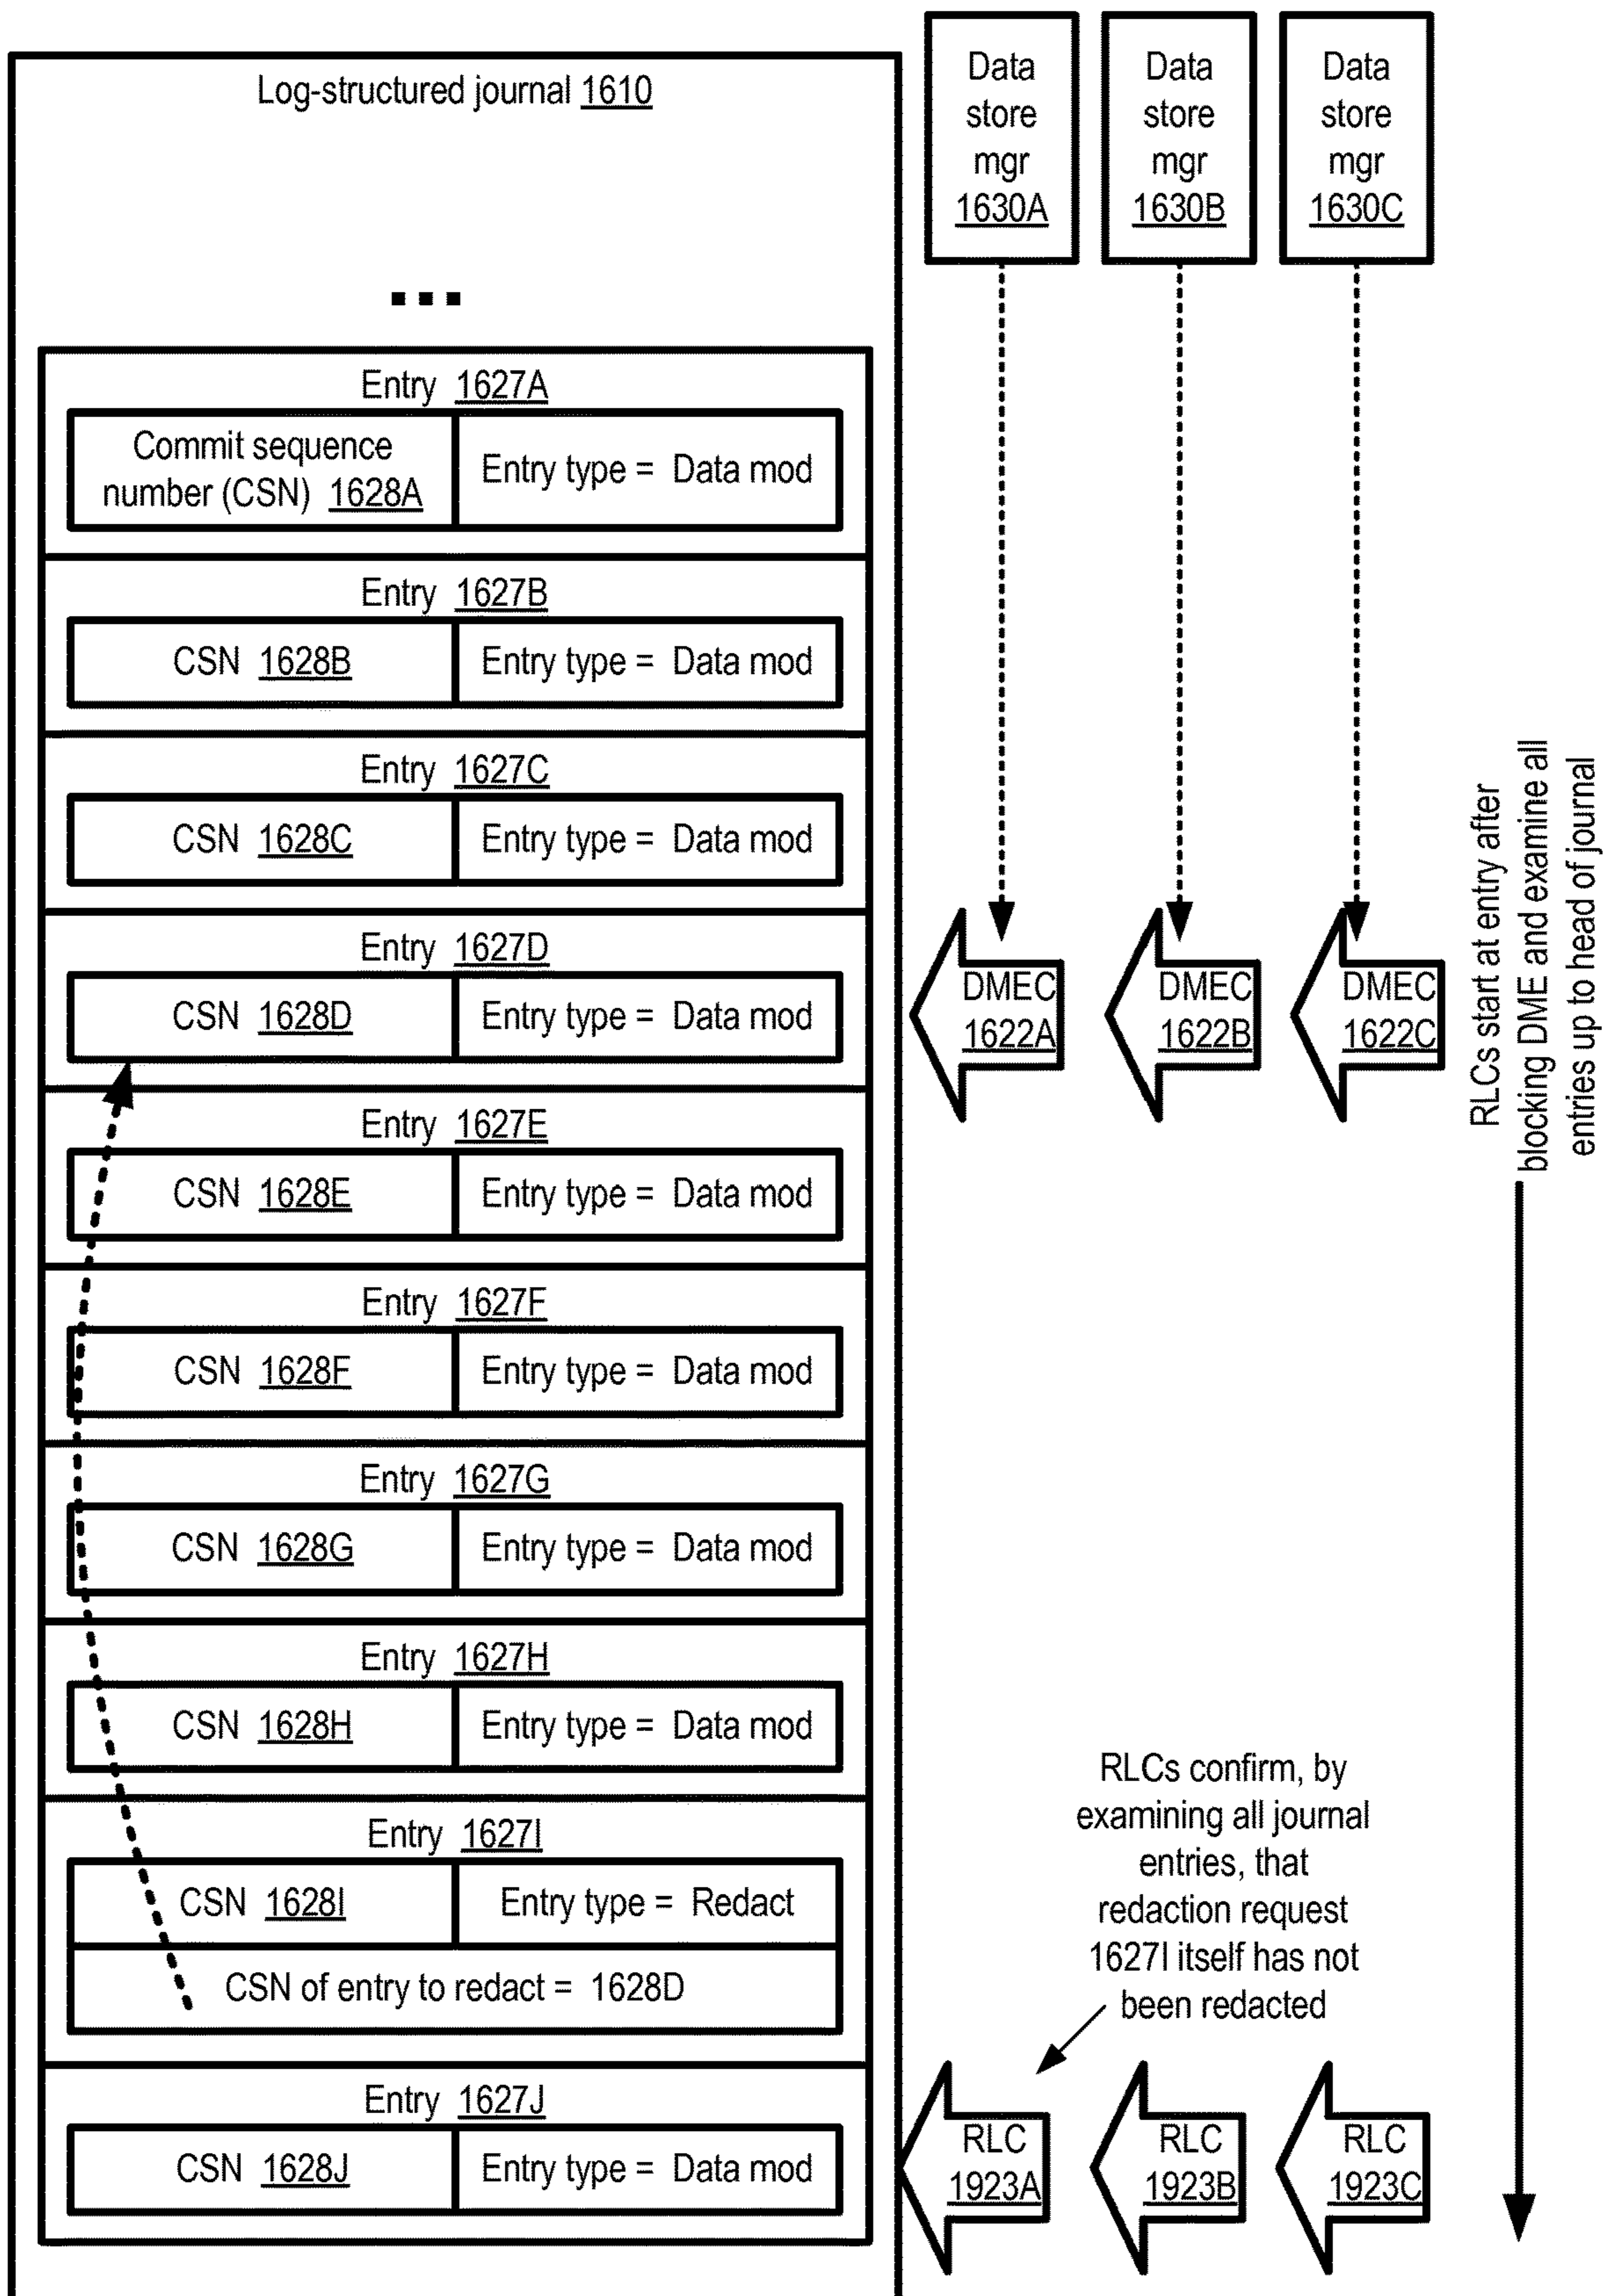 Log-structured journal 1610
...
Entry 1627A
Commit sequence
number (CSN) 1628A
Entry type = Data mod
Entry 1627B
CSN 1628B
Entry type = Data mod
Entry 1627C
CSN 1628C
Entry type = Data mod
Entry 1627D
CSN 1628D
Entry type = Data mod
Entry 1627E
CSN 1628E
Entry type = Data mod
Entry 1627F
CSN 1628F
Entry type = Data mod
Entry 1627G
CSN 1628G
Entry type = Data mod
Entry 1627H
CSN 1628H
Entry type = Data mod
Entry 1627I
CSN 1628I
Entry type = Redact
CSN of entry to redact = 1628D
Entry 1627J
CSN 1628J
Entry type = Data mod
Data
store
mgr
1630A
Data
store
mgr
1630B
Data
store
mgr
1630C
DMEC
1622A
DMEC
1622B
DMEC
1622C
RLCs start at entry after
blocking DME and examine all
entries up to head of journal
RLCs confirm, by
examining all journal
entries, that
redaction request
1627I itself has not
been redacted
RLC
1923A
RLC
1923B
RLC
1923C